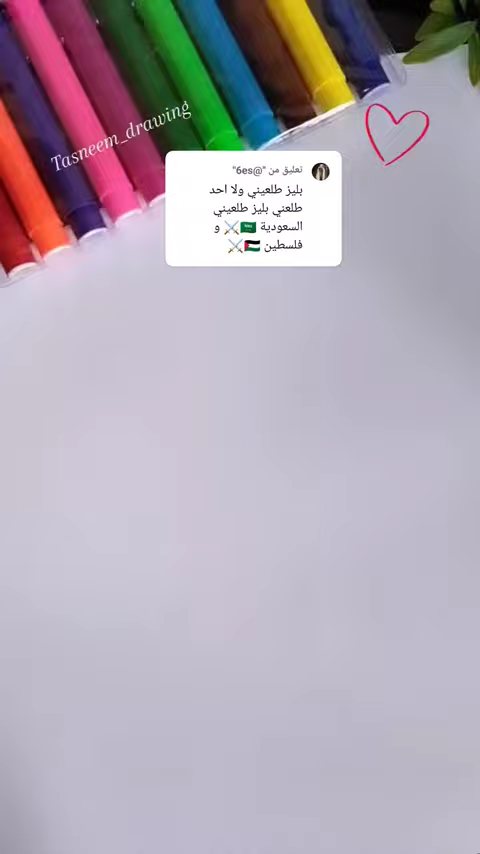 Tasneem_drawing
تعليق من "@6es"
بليز طلعيني ولا احد
طلعني بليز طلعيني
السعودية 🇸🇦⚔️ و
فلسطين 🇵🇸⚔️